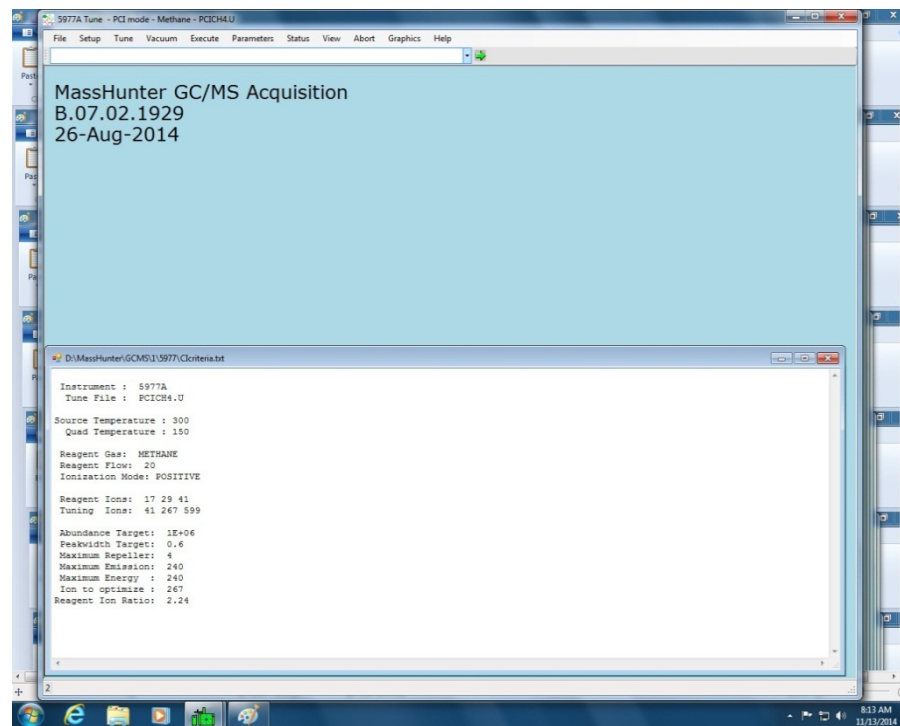 5977A Tune - PCI mode - Methane - PCICH4.U
File Setup Tune Vacuum Execute Parameters Status View Abort Graphics Help
MassHunter GC/MS Acquisition
B.07.02.1929
26-Aug-2014
D:\MassHunter\GCMS\1\5977\CIcriteria.txt
Instrument : 5977A
Tune File : PCICH4.U
Source Temperature : 300
Quad Temperature : 150
Reagent Gas: METHANE
Reagent Flow: 20
Ionization Mode: POSITIVE
Reagent Ions: 17 29 41
Tuning Ions: 41 267 599
Abundance Target: 1E+06
Peakwidth Target: 0.6
Maximum Repeller: 4
Maximum Emission: 240
Maximum Energy : 240
Ion to optimize : 267
Reagent Ion Ratio: 2.24
2
8:13 AM
11/13/2014